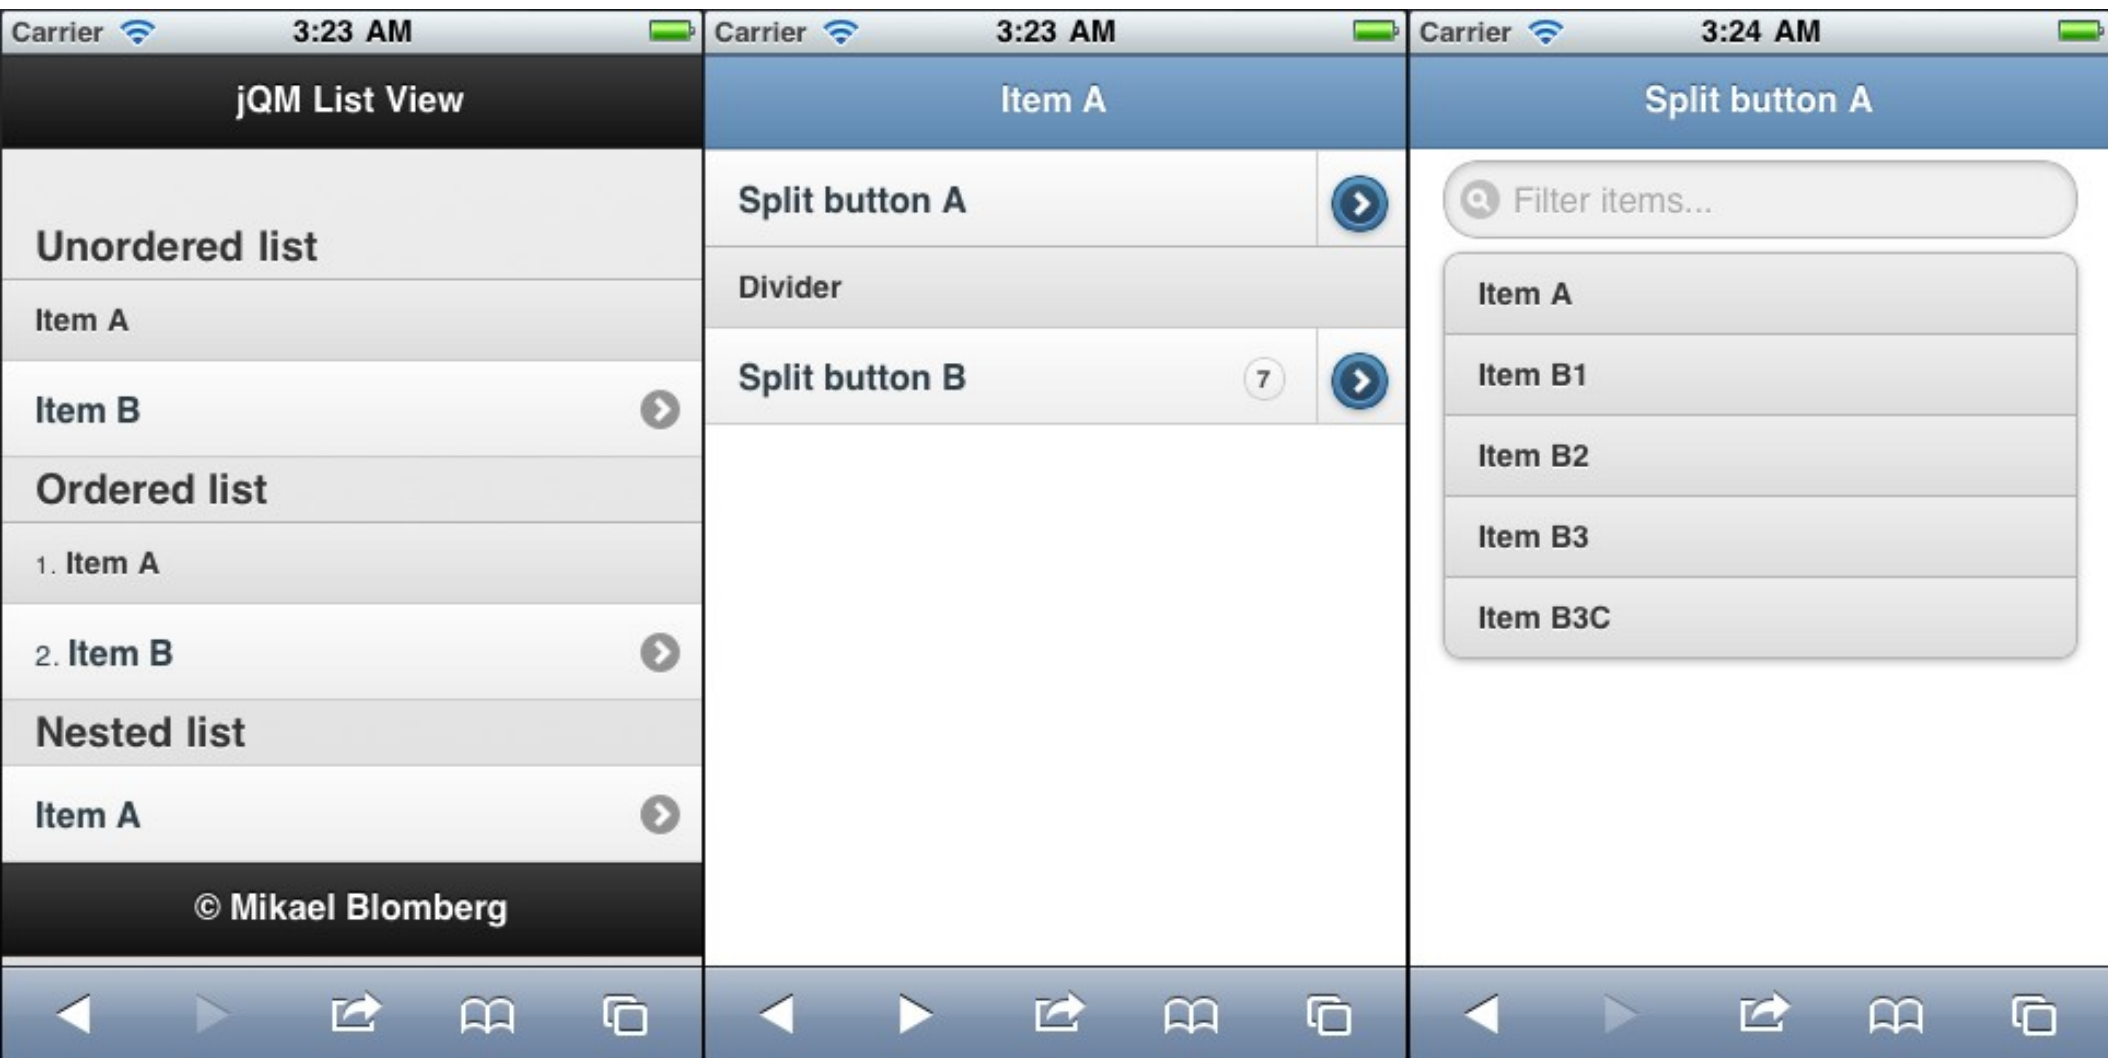 Carrier 3:23 AM
jQM List View
Unordered list
Item A
Item B
Ordered list
1. Item A
2. Item B
Nested list
Item A
© Mikael Blomberg
Carrier 3:23 AM
Item A
Split button A
Divider
Split button B 7
Carrier 3:24 AM
Split button A
Filter items...
Item A
Item B1
Item B2
Item B3
Item B3C